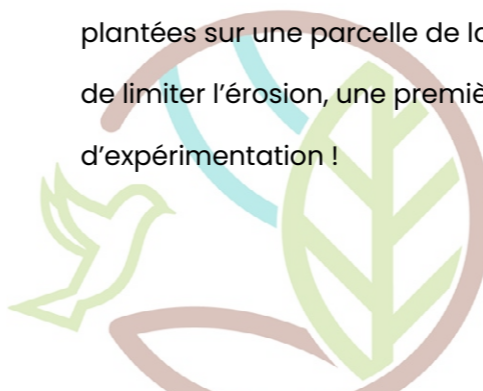 plantées sur une parcelle de
de limiter l’érosion, une
d’expérimentation !